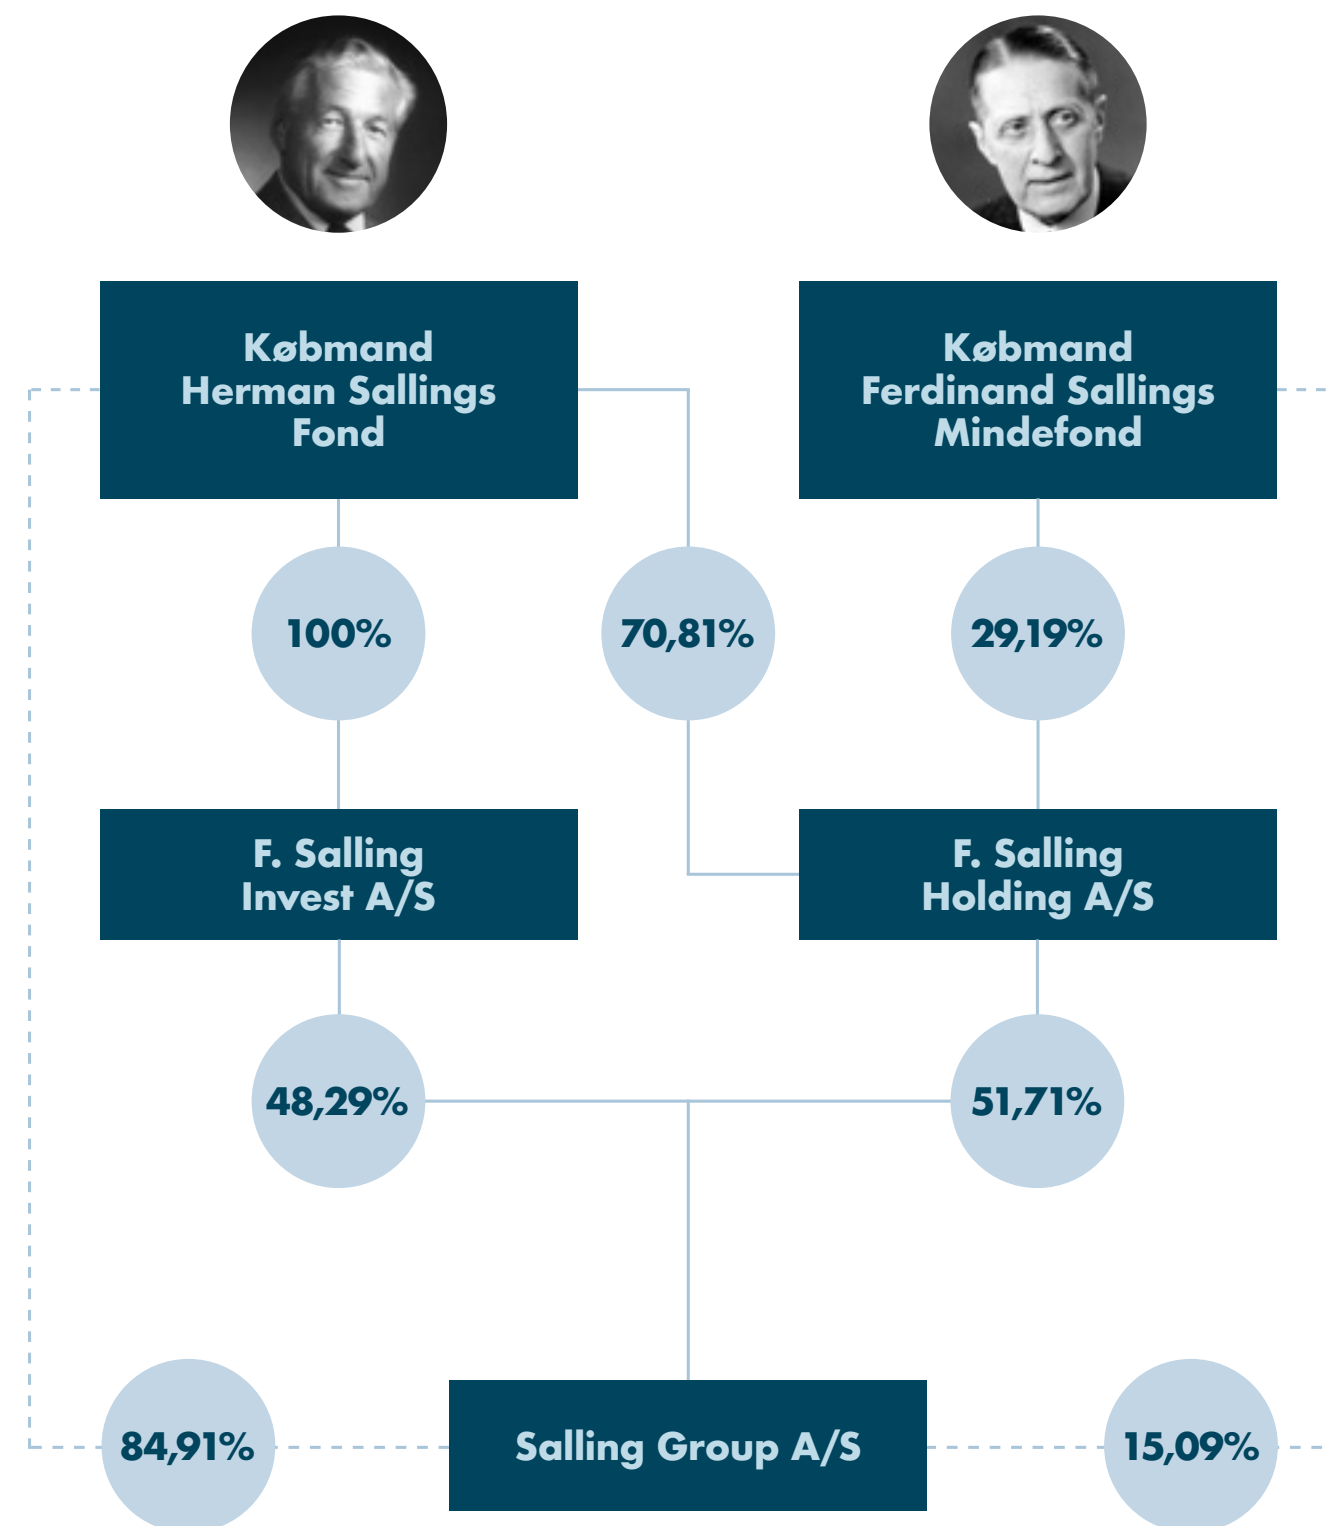 Købmand
Herman Sallings
Fond
Købmand
Ferdinand Sallings
Mindefond
100%
70,81%
29,19%
F. Salling
Invest A/S
F. Salling
Holding A/S
48,29%
51,71%
84,91%
Salling Group A/S
15,09%